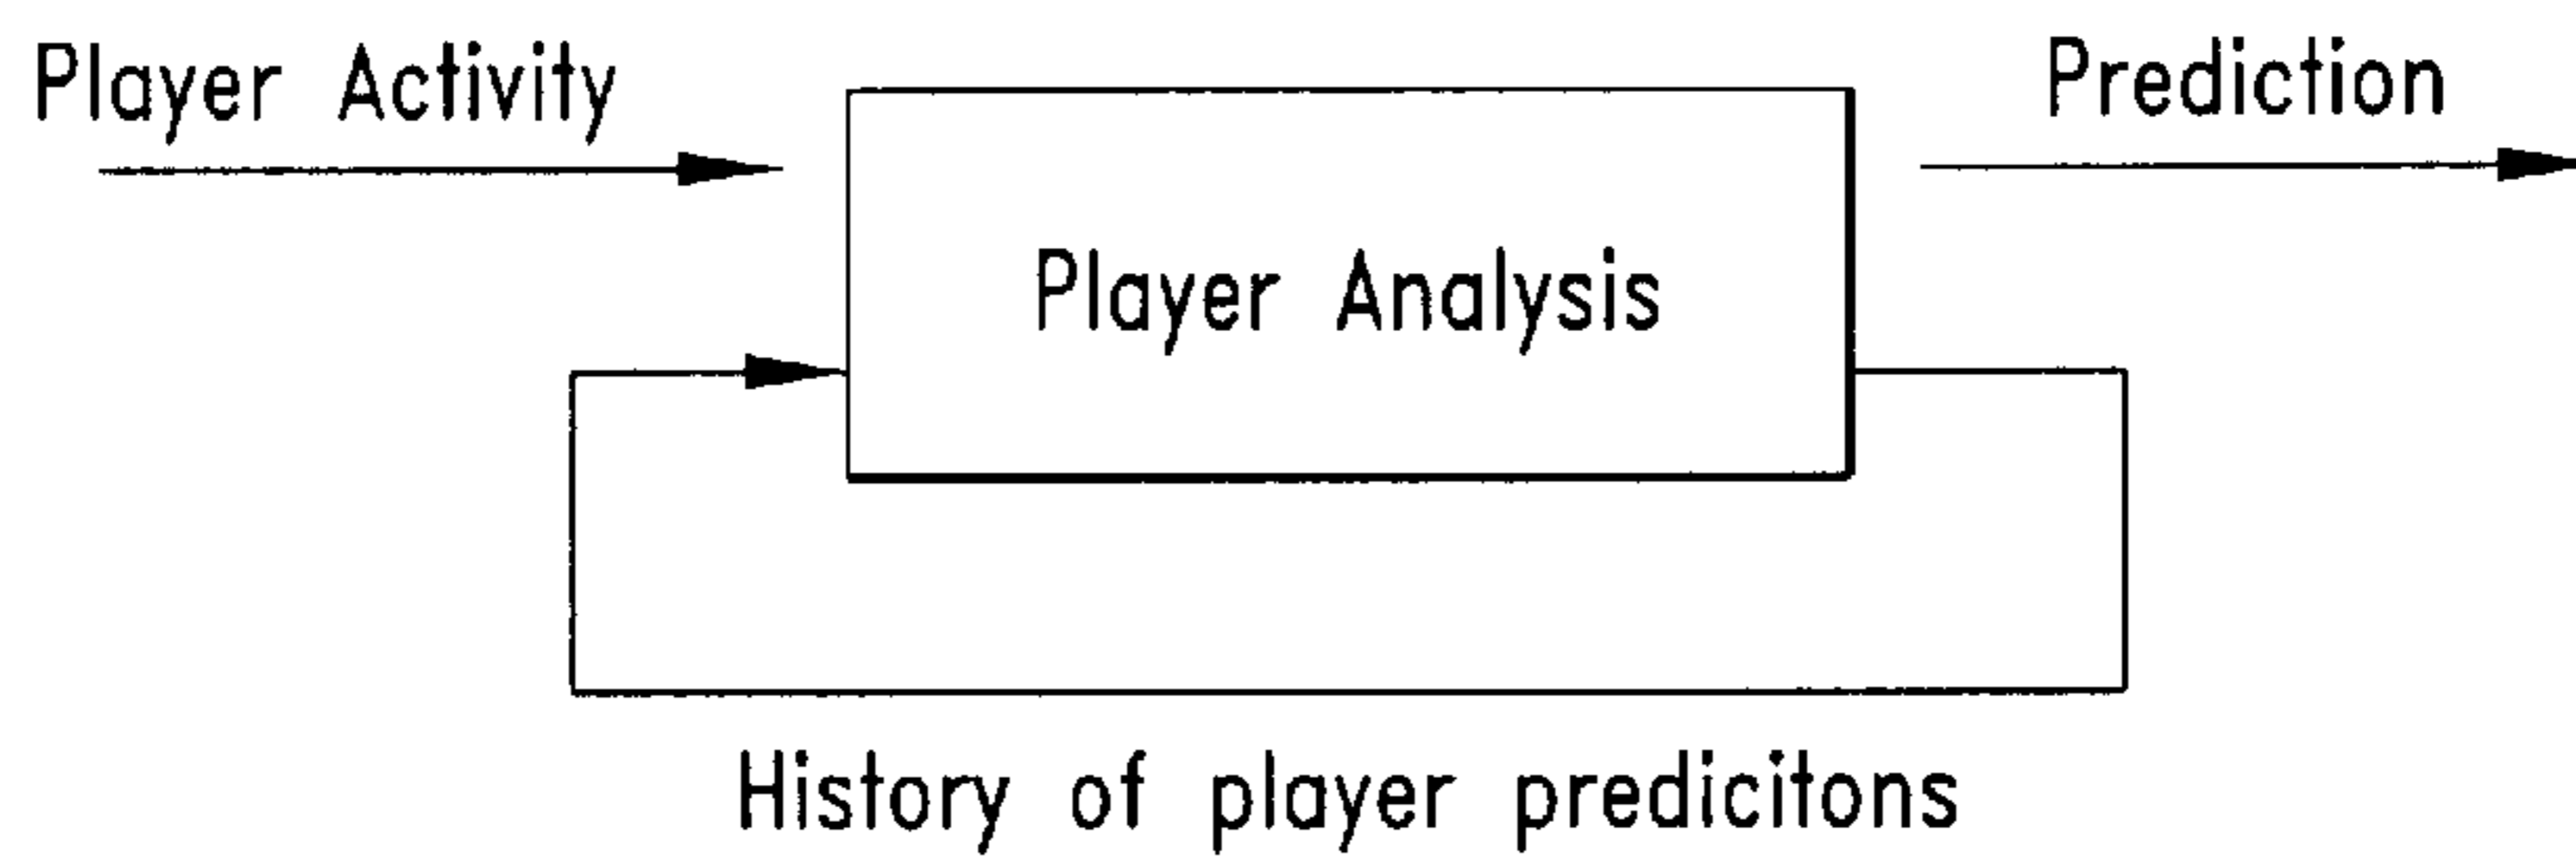 Player Activity
Prediction
Player Analysis
History of player predicitons